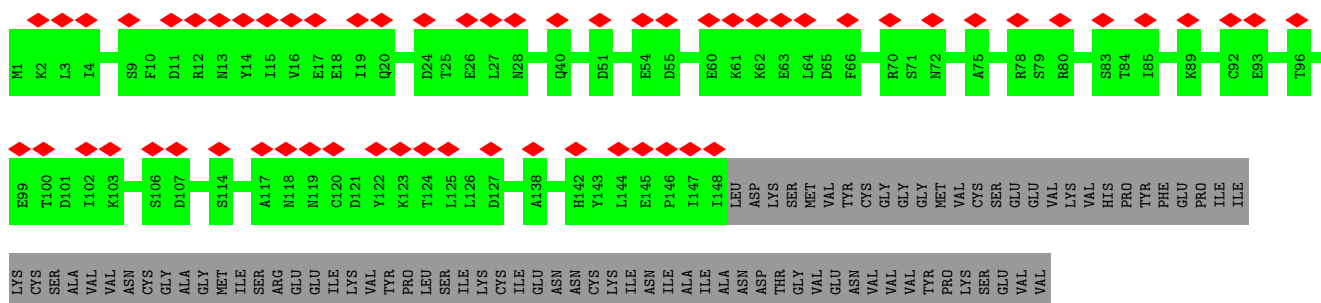 M1 K2 L3 I4 S9 F10 D11 R12 N13 Y14 I15 V16 E17 E18 I19 Q20 D24 T25 E26 L27 N28 Q40 D51 E54 D55 E60 K61 K62 E63 L64 D65 F66 R70 S71 N72 A75 R78 S79 R80 S83 T84 I85 K89 C92 E93 T96
E99 T100 D101 I102 K103 S106 D107 S114 A117 N118 N119 C120 D121 Y122 K123 T124 L125 L126 D127 A138 H142 Y143 L144 E145 P146 I147 I148 LEU ASP LYS SER MET VAL TYR CYS GLY GLY GLY MET VAL CYS SER GLU GLU VAL LYS VAL HIS PRO TYR PHE GLU PRO ILE ILE
LYS CYS SER ALA VAL VAL ASN CYS GLY ALA GLY MET ILE SER ARG GLU GLU ILE LYS VAL TYR PRO LEU SER ILE LYS CYS ILE GLU ASN ASN CYS LYS ILE ASN ILE ALA ILE ALA ASN ASP THR GLY VAL GLU ASN VAL VAL VAL TYR PRO LYS SER GLU VAL VAL